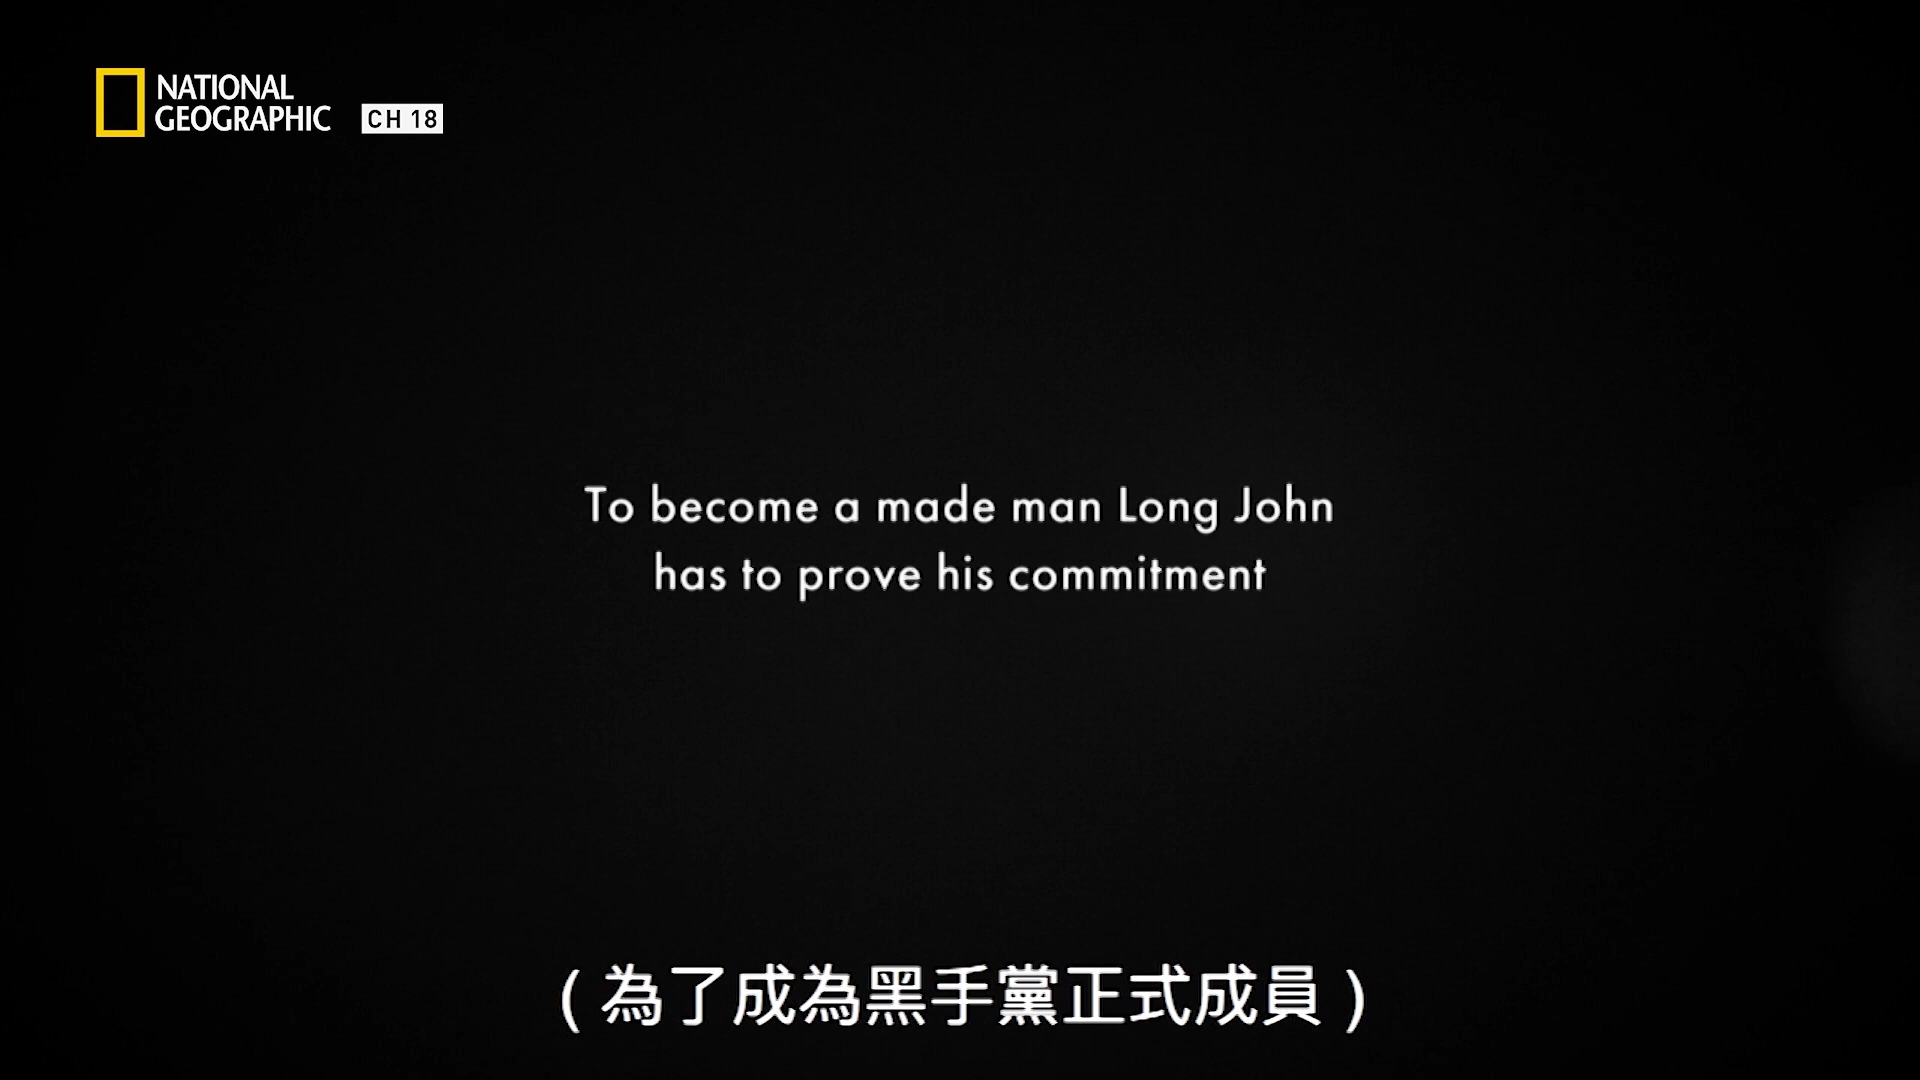 NATIONAL
GEOGRAPHIC CH 18
To become a made man Long John
has to prove his commitment
(為了成為黑手黨正式成員)